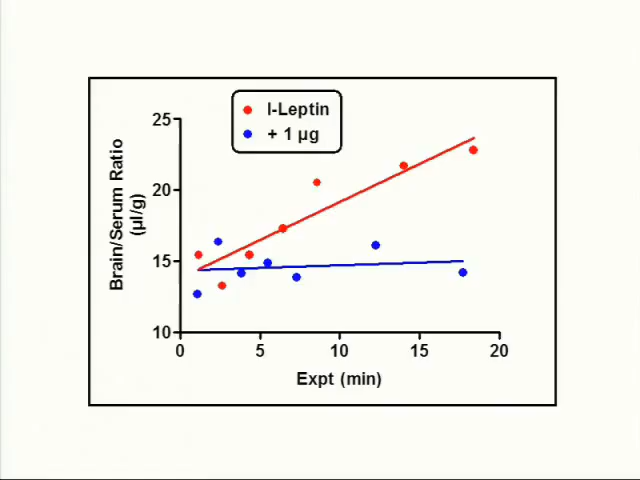 I-Leptin
+ 1 µg
25
20
15
10
0 5 10 15 20
Brain/Serum Ratio
(µl/g)
Expt (min)